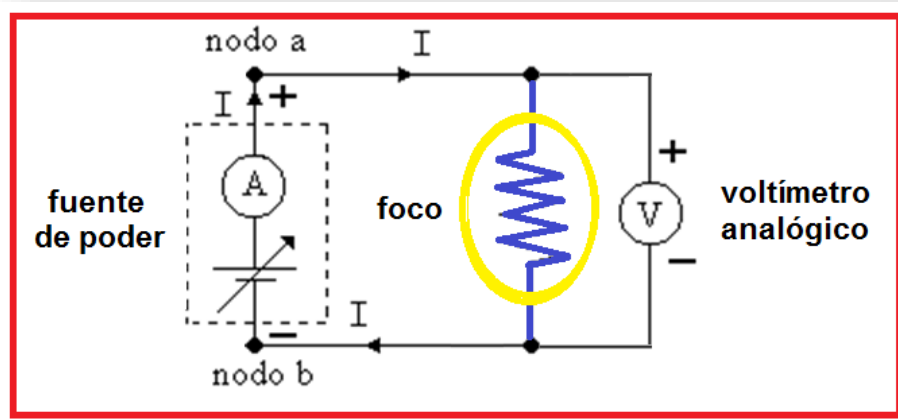 nodo a
I
I
+
A
fuente
de poder
foco
+
V
voltímetro
analógico
−
I
−
nodo b